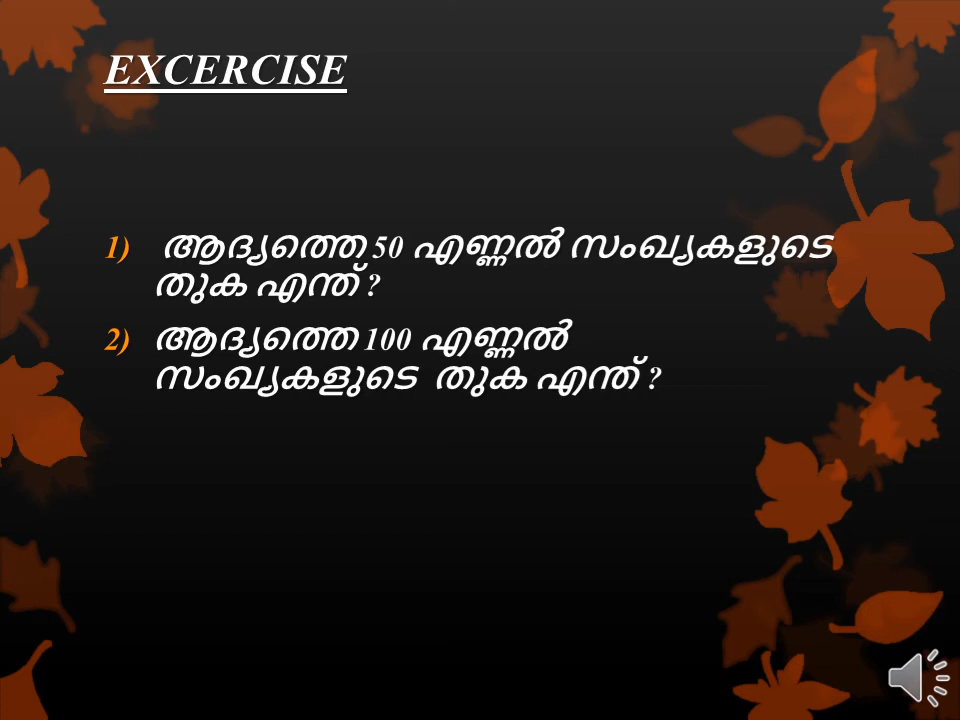 EXCERCISE
1) ആദ്യത്തെ 50 എണ്ണൽ സംഖ്യകളുടെ
തുക എന്ത് ?
2) ആദ്യത്തെ 100 എണ്ണൽ
സംഖ്യകളുടെ തുക എന്ത് ?